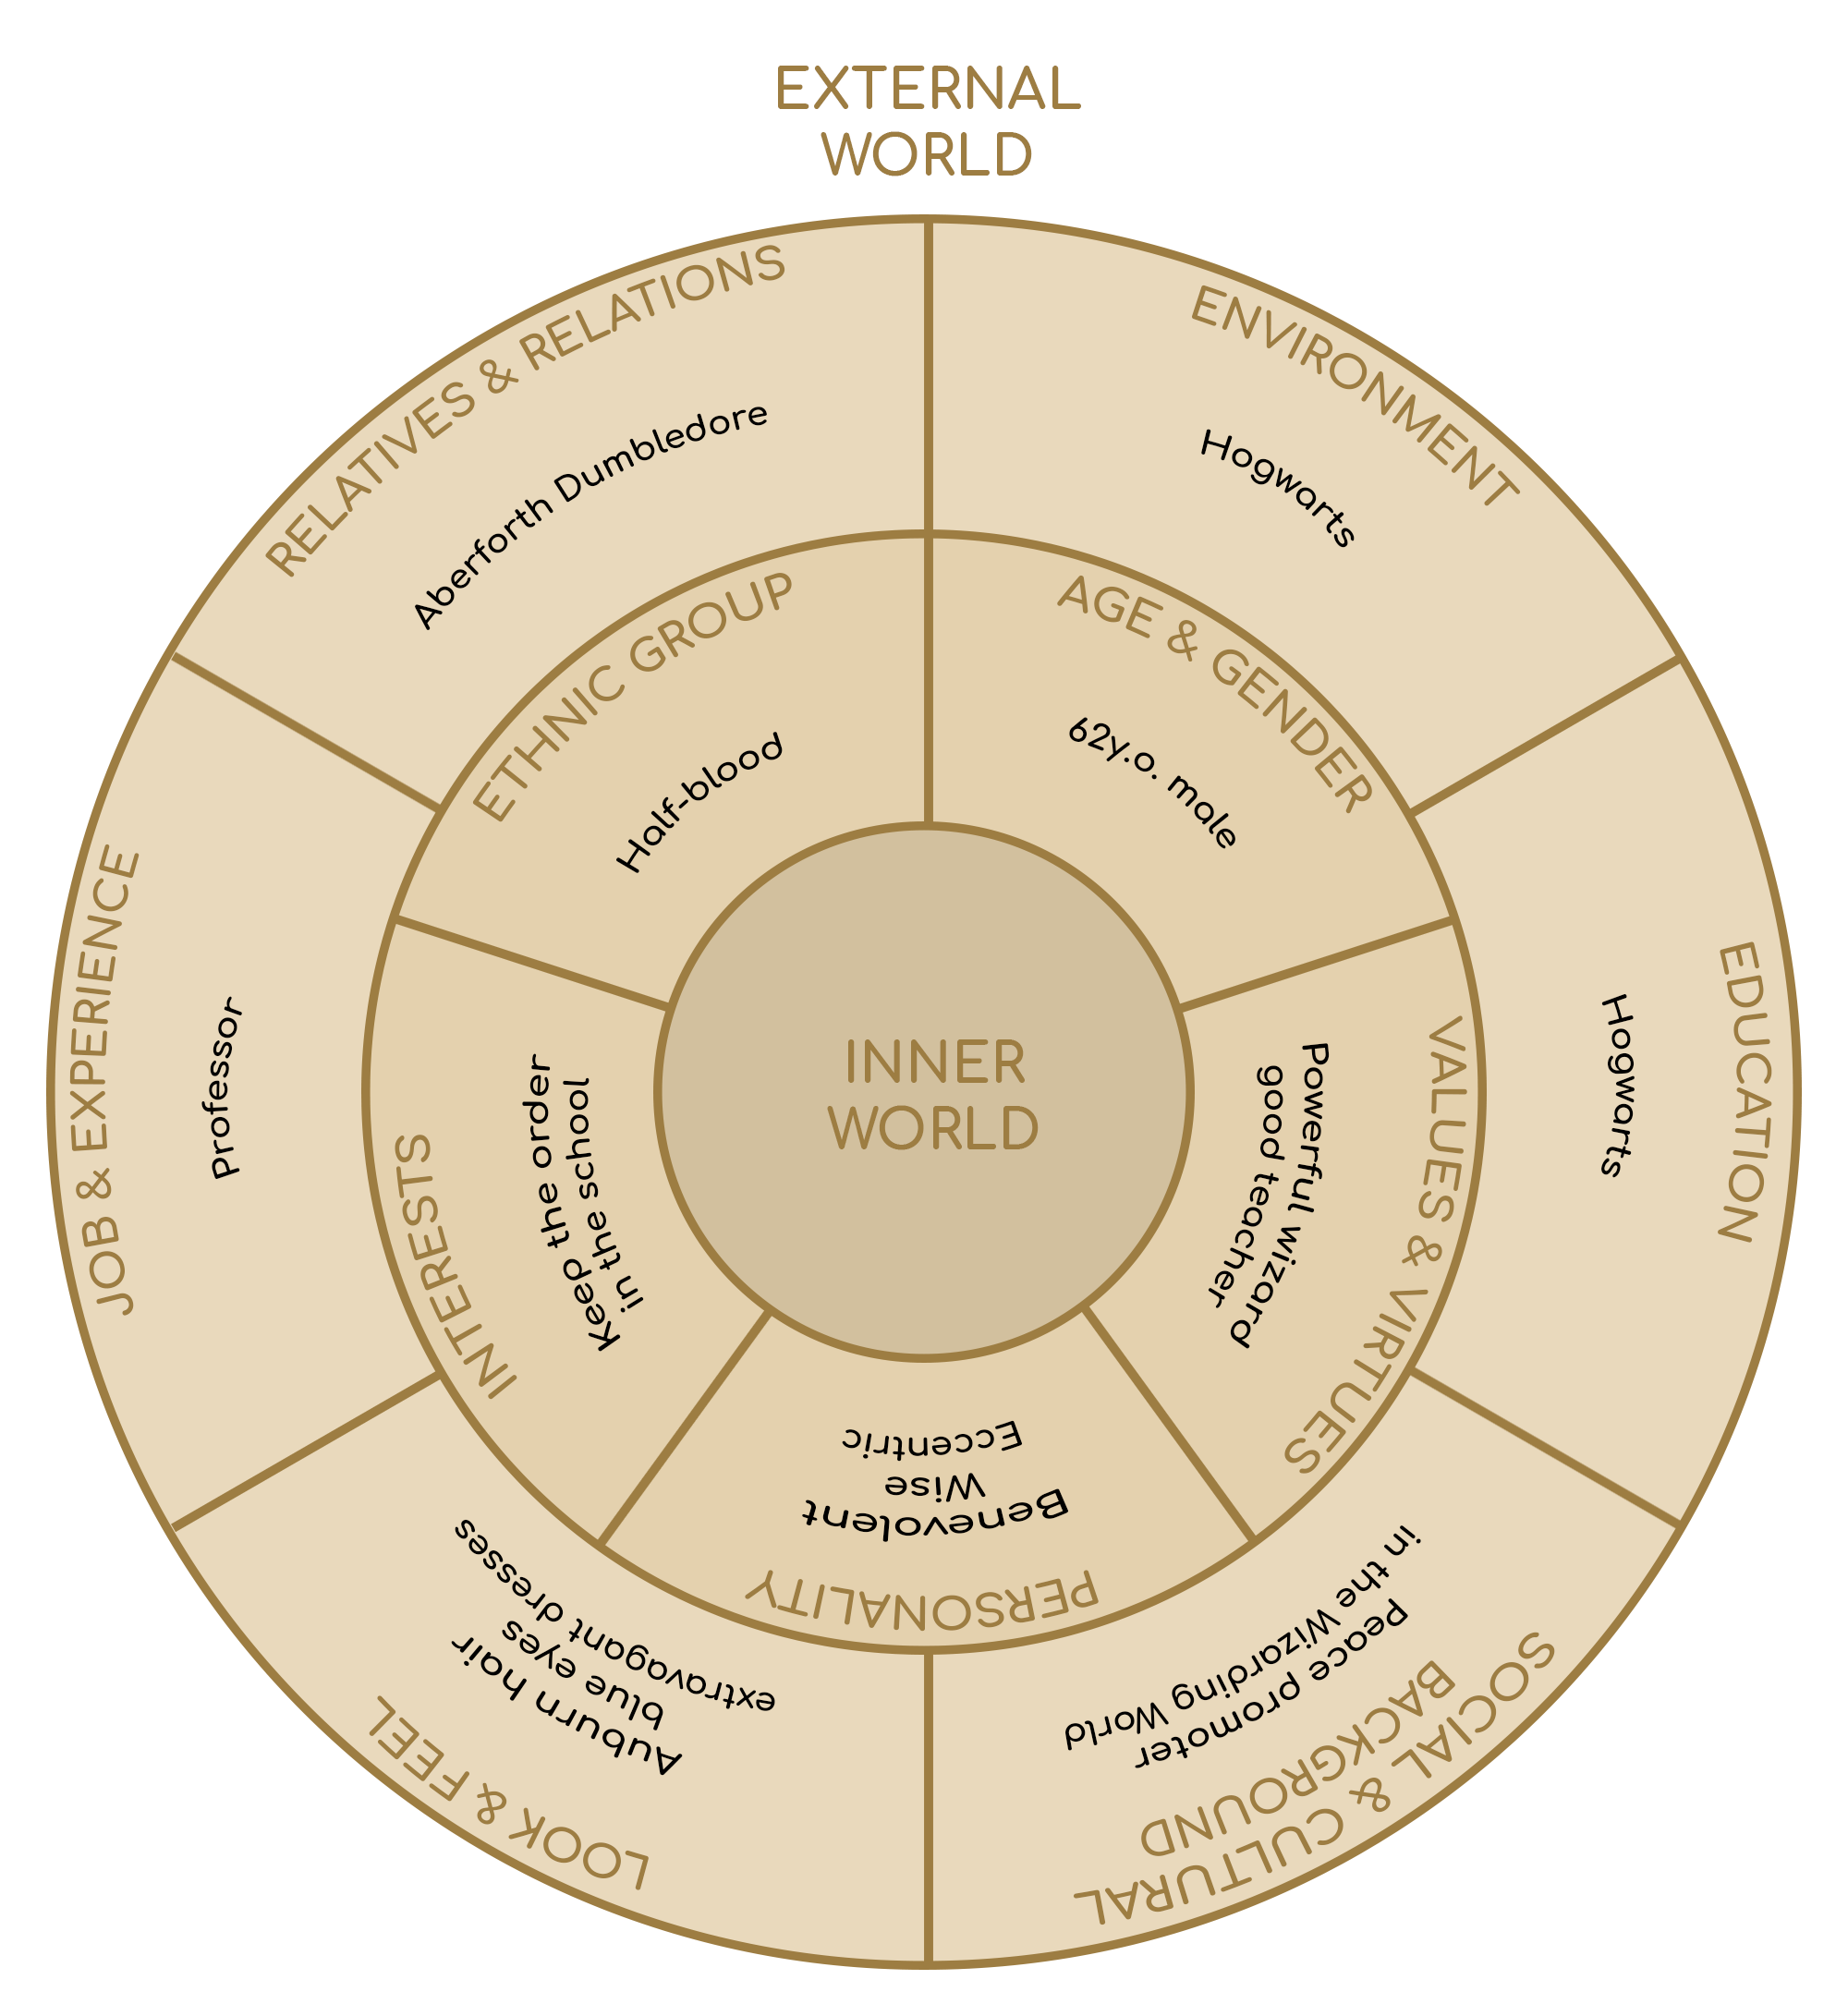 EXTERNAL
WORLD
RELATIVES & RELATIONS
Aberforth Dumbledore
ENVIRONMENT
Hogwarts
EDUCATION
Hogwarts
SOCIAL & CULTURAL
BACKGROUND
Peace promoter
in the Wizarding World
LOOK & FEEL
Auburn hair
blue eyes
extravagant dresses
JOB & EXPERIENCE
Professor
ETHNIC GROUP
Half-blood
AGE & GENDER
62y.o. male
VALUES & VIRTUES
Powerful wizard
good teacher
PERSONALITY
Benevolent
Wise
Eccentric
INTERESTS
Keep the order
in the school
INNER
WORLD